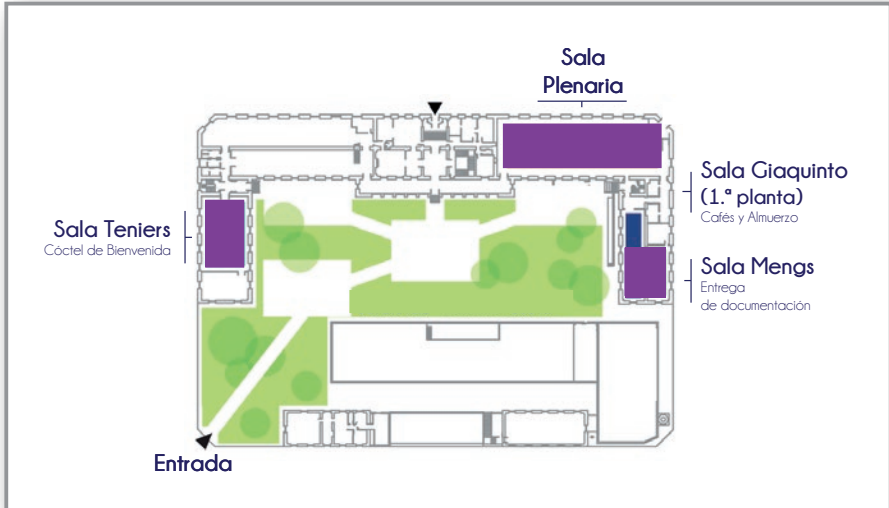 Sala
Plenaria
Sala Giaquinto
(1.ª planta)
Cafés y Almuerzo
Sala Teniers
Cóctel de Bienvenida
Sala Mengs
Entrega
de documentación
Entrada